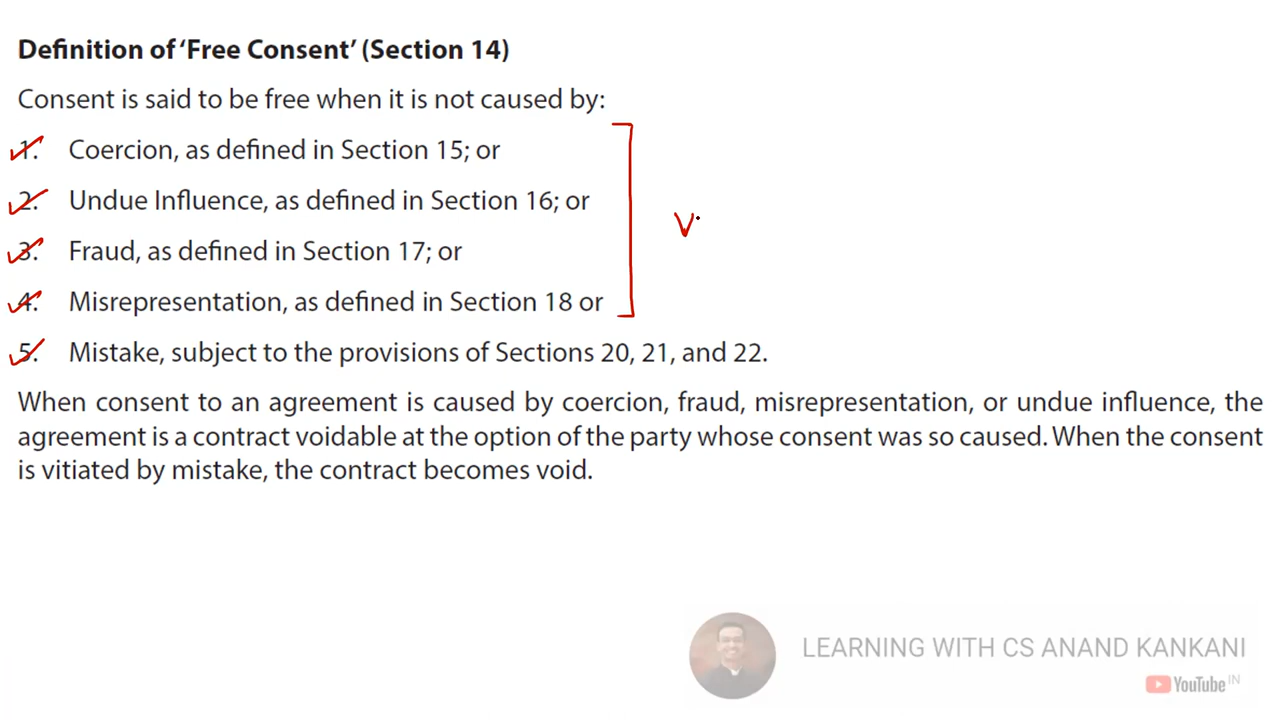 Definition of ‘Free Consent’ (Section 14)
Consent is said to be free when it is not caused by:
1. Coercion, as defined in Section 15; or
2. Undue Influence, as defined in Section 16; or
3. Fraud, as defined in Section 17; or
4. Misrepresentation, as defined in Section 18 or
V
5. Mistake, subject to the provisions of Sections 20, 21, and 22.
When consent to an agreement is caused by coercion, fraud, misrepresentation, or undue influence, the
agreement is a contract voidable at the option of the party whose consent was so caused. When the consent
is vitiated by mistake, the contract becomes void.
LEARNING WITH CS ANAND KANKANI
YouTube IN